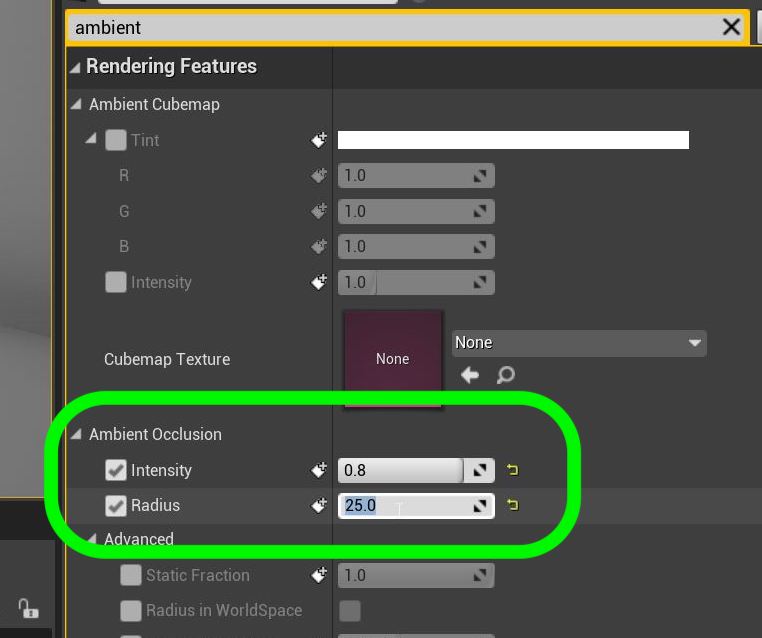 ambient
Rendering Features
Ambient Cubemap
Tint
R 1.0
G 1.0
B 1.0
Intensity 1.0
Cubemap Texture None None
Ambient Occlusion
Intensity 0.8
Radius 25.0
Advanced
Static Fraction 1.0
Radius in WorldSpace